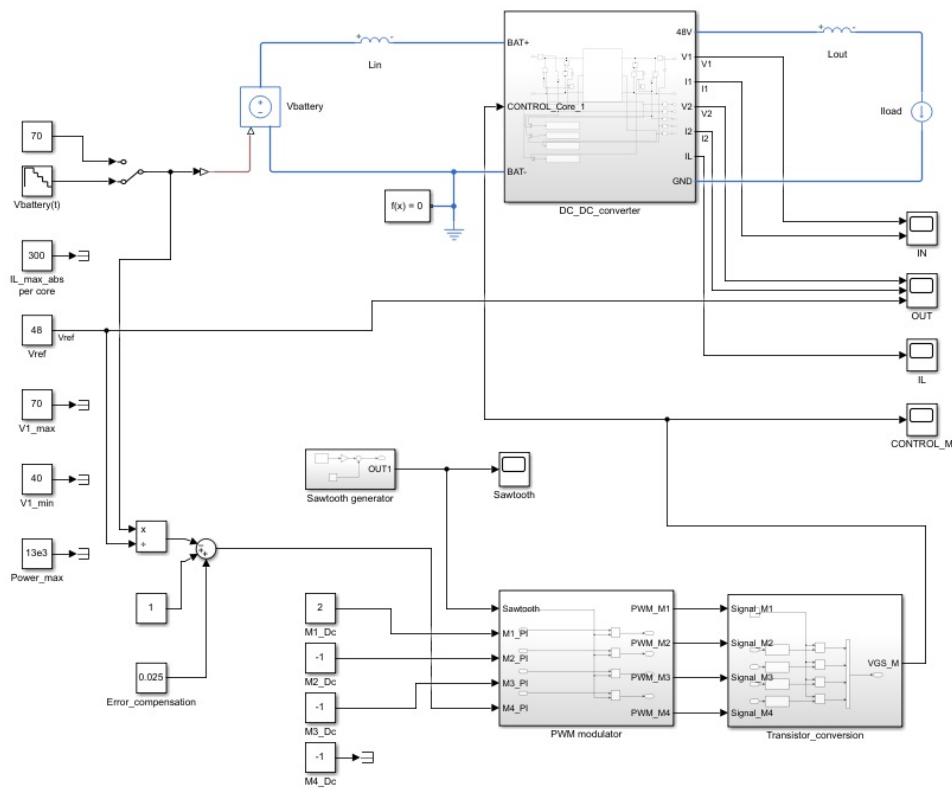 Lin
Vbattery
BAT+
CONTROL_Core_1
BAT-
48V
V1
I1
V2
I2
IL
GND
DC_DC_converter
V1
I1
V2
I2
Lout
Iload
70
Vbattery(t)
f(x) = 0
300
IL_max_abs
per core
48
Vref
Vref
70
V1_max
40
V1_min
13e3
Power_max
IN
OUT
IL
CONTROL_M
OUT1
Sawtooth generator
Sawtooth
x
÷
1
0.025
Error_compensation
2
M1_Dc
-1
M2_Dc
-1
M3_Dc
-1
M4_Dc
Sawtooth
M1_PI
M2_PI
M3_PI
M4_PI
PWM_M1
PWM_M2
PWM_M3
PWM_M4
PWM modulator
Signal_M1
Signal_M2
Signal_M3
Signal_M4
VGS_M
Transistor_conversion